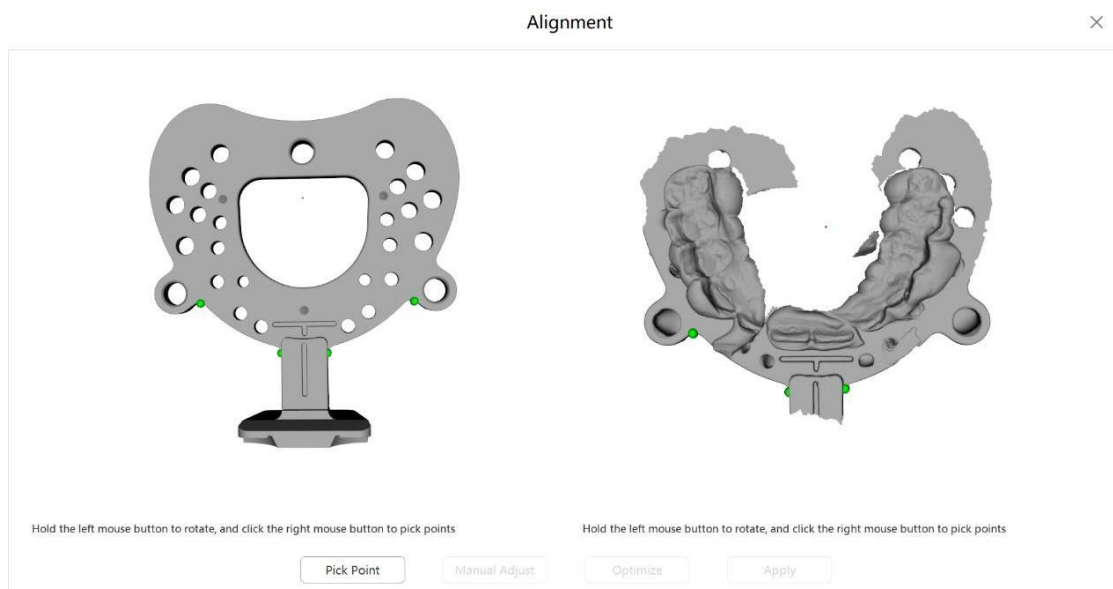 Alignment
Hold the left mouse button to rotate, and click the right mouse button to pick points
Hold the left mouse button to rotate, and click the right mouse button to pick points
Pick Point
Manual Adjust
Optimize
Apply